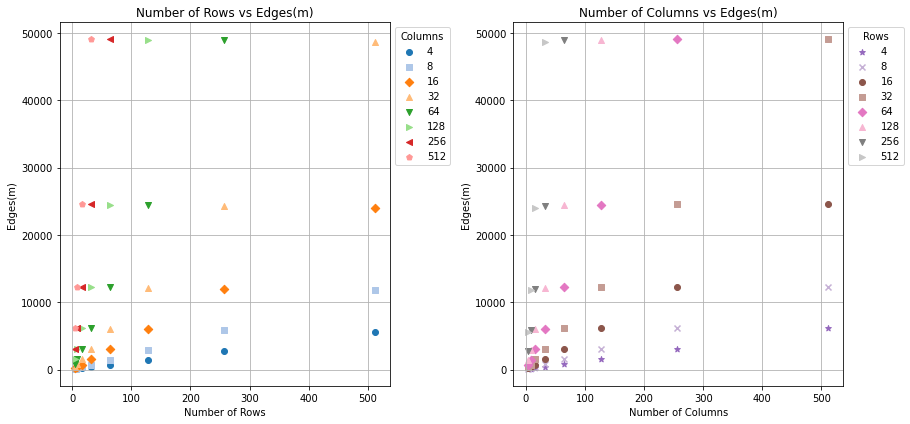 Number of Rows vs Edges(m)
Edges(m)
50000
40000
30000
20000
10000
0
0 100 200 300 400 500
Number of Rows
Columns
4
8
16
32
64
128
256
512
Number of Columns vs Edges(m)
Edges(m)
50000
40000
30000
20000
10000
0
0 100 200 300 400 500
Number of Columns
Rows
4
8
16
32
64
128
256
512